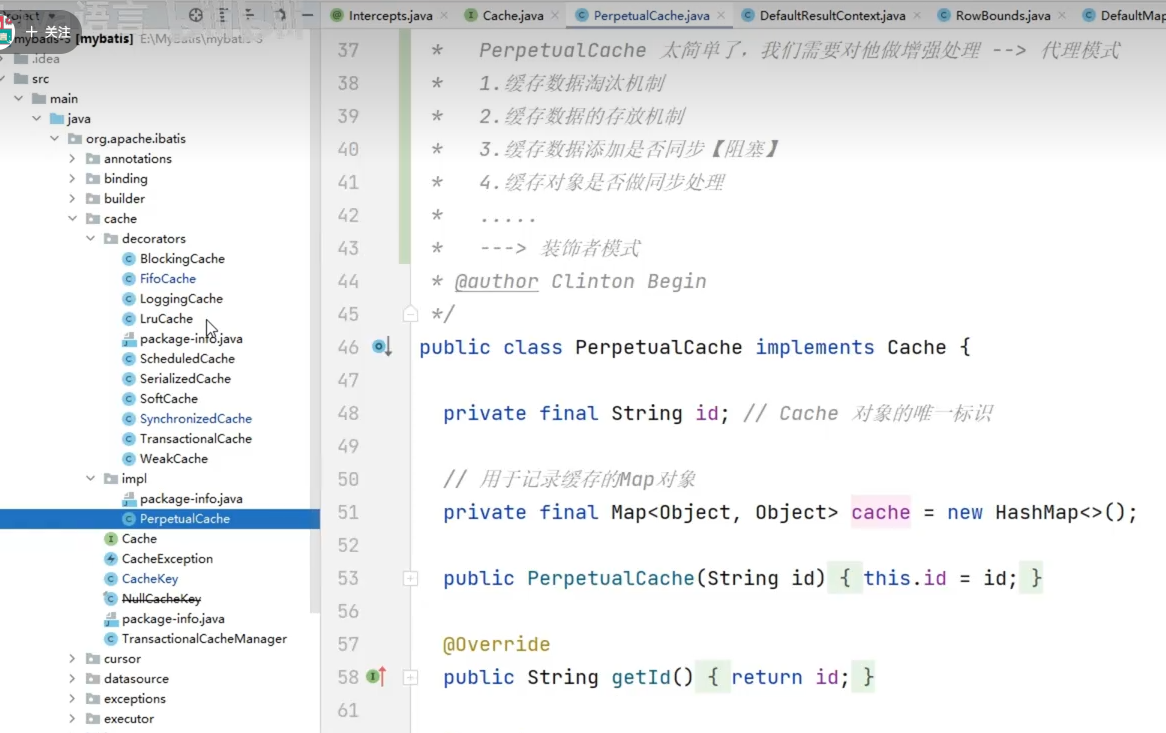 Project
Intercepts.java
Cache.java
PerpetualCache.java
DefaultResultContext.java
RowBounds.java
DefaultMap
+ 关注
mybatis-3 [mybatis] E:\MyBatis\mybatis-3
.idea
src
main
java
org.apache.ibatis
annotations
binding
builder
cache
decorators
BlockingCache
FifoCache
LoggingCache
LruCache
package-info.java
ScheduledCache
SerializedCache
SoftCache
SynchronizedCache
TransactionalCache
WeakCache
impl
package-info.java
PerpetualCache
Cache
CacheException
CacheKey
NullCacheKey
package-info.java
TransactionalCacheManager
cursor
datasource
exceptions
executor
37 * PerpetualCache 太简单了，我们需要对他做增强处理 --> 代理模式
38 * 1.缓存数据淘汰机制
39 * 2.缓存数据的存放机制
40 * 3.缓存数据添加是否同步【阻塞】
41 * 4.缓存对象是否做同步处理
42 * .....
43 * ---> 装饰者模式
44 * @author Clinton Begin
45 */
46 public class PerpetualCache implements Cache {
47
48 private final String id; // Cache 对象的唯一标识
49
50 // 用于记录缓存的Map对象
51 private final Map<Object, Object> cache = new HashMap<>();
52
53 public PerpetualCache(String id) { this.id = id; }
56
57 @Override
58 public String getId() { return id; }
61